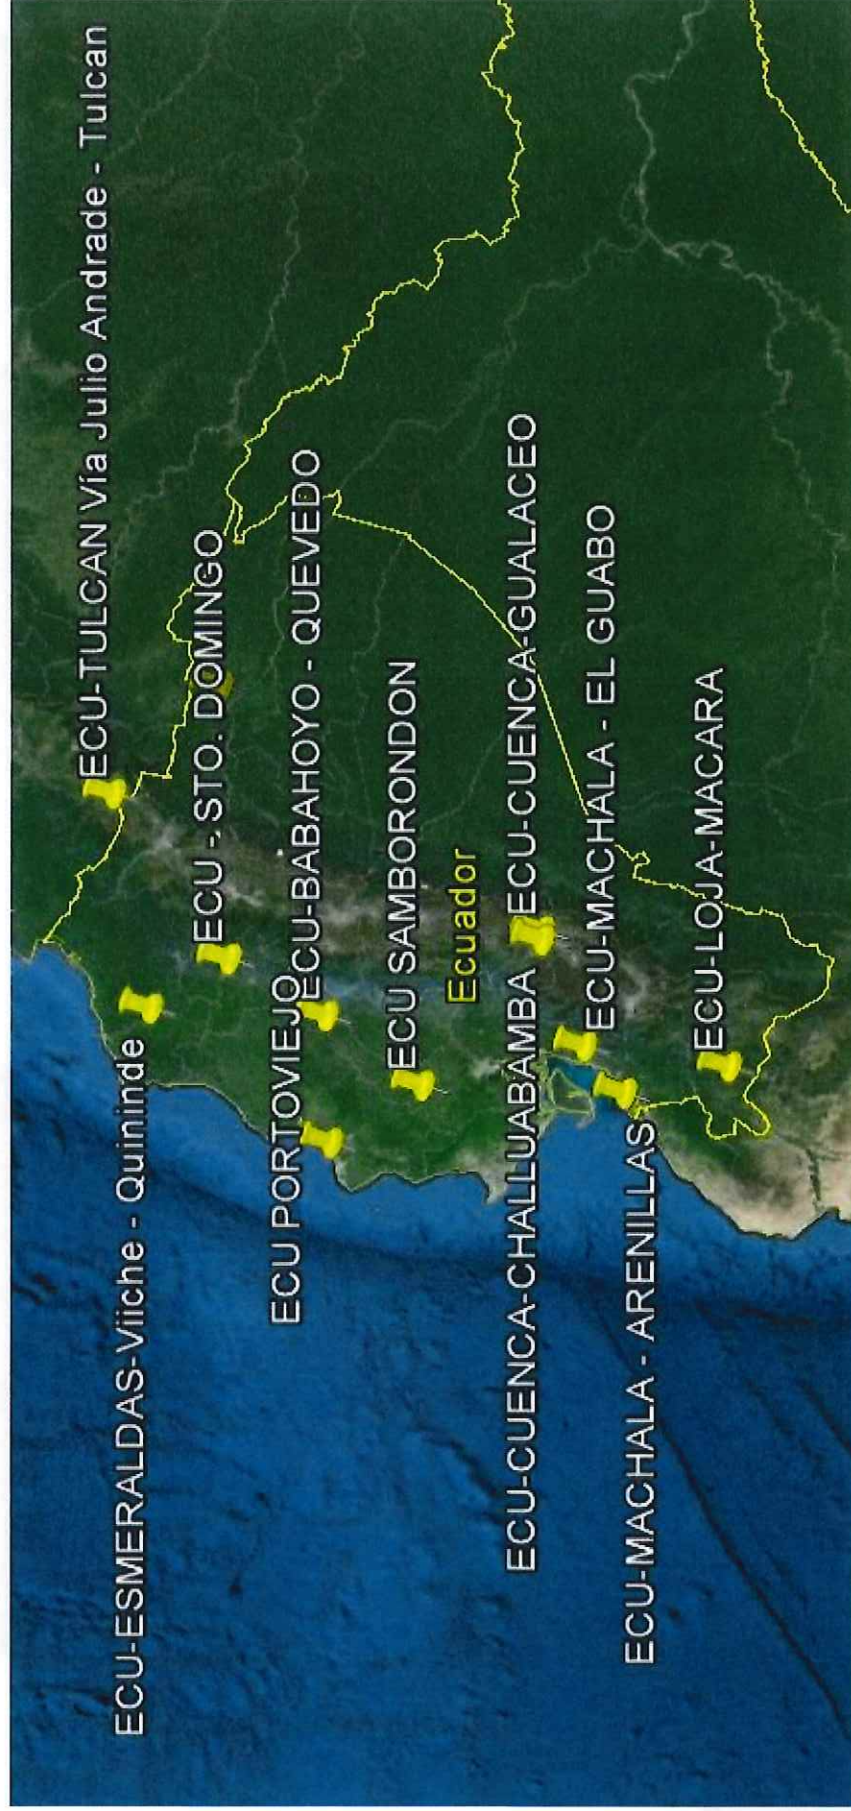 ECU-TULCAN Vía Julio Andrade - Tulcan
ECU-ESMERALDAS-Viiche - Quininde
ECU -.STO. DOMINGO
ECU PORTOVIEJO
ECU-BABAHOYO - QUEVEDO
ECU SAMBORONDON
Ecuador
ECU-CUENCA-CHALLUABAMBA
ECU-CUENCA-GUALACEO
ECU-MACHALA - EL GUABO
ECU-MACHALA - ARENILLAS
ECU-LOJA-MACARA